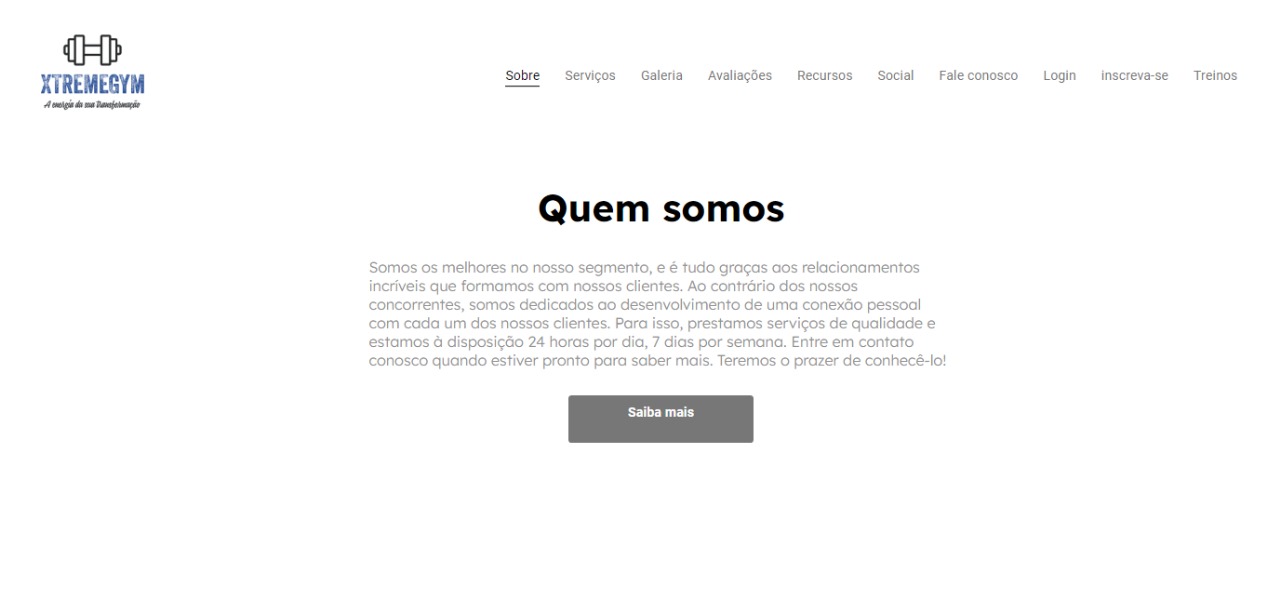 XTREMEGYM
A energia da sua transformação
Sobre Serviços Galeria Avaliações Recursos Social Fale conosco Login inscreva-se Treinos
Quem somos
Somos os melhores no nosso segmento, e é tudo graças aos relacionamentos
incríveis que formamos com nossos clientes. Ao contrário dos nossos
concorrentes, somos dedicados ao desenvolvimento de uma conexão pessoal
com cada um dos nossos clientes. Para isso, prestamos serviços de qualidade e
estamos à disposição 24 horas por dia, 7 dias por semana. Entre em contato
conosco quando estiver pronto para saber mais. Teremos o prazer de conhecê-lo!
Saiba mais